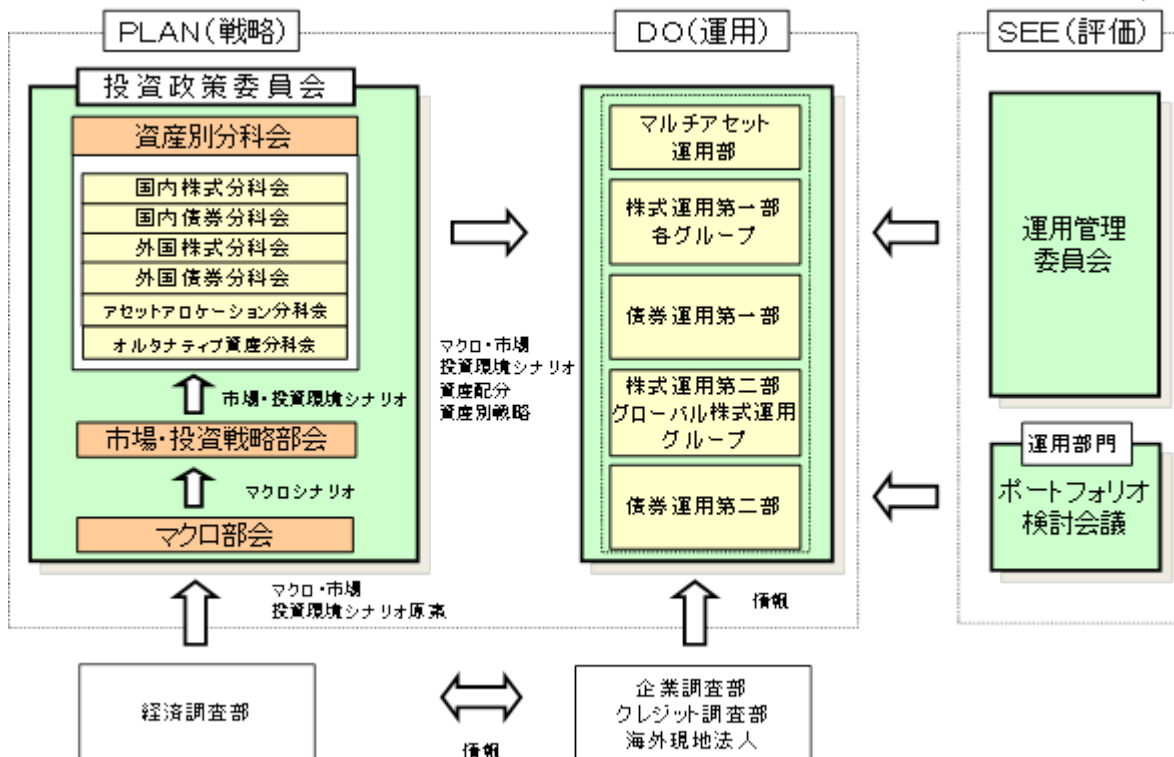 PLAN(戦略)
投資政策委員会
資産別分科会
国内株式分科会
国内債券分科会
外国株式分科会
外国債券分科会
アセットアロケーション分科会
オルタナティブ資産分科会
市場・投資環境シナリオ
市場・投資戦略部会
マクロシナリオ
マクロ部会
マクロ・市場
投資環境シナリオ原案
経済調査部
マクロ・市場
投資環境シナリオ
資産配分
資産別戦略
DO(運用)
マルチアセット
運用部
株式運用第一部
各グループ
債券運用第一部
株式運用第二部
グローバル株式運用
グループ
債券運用第二部
情報
企業調査部
クレジット調査部
海外現地法人
情報
SEE(評価)
運用管理
委員会
運用部門
ポートフォリオ
検討会議